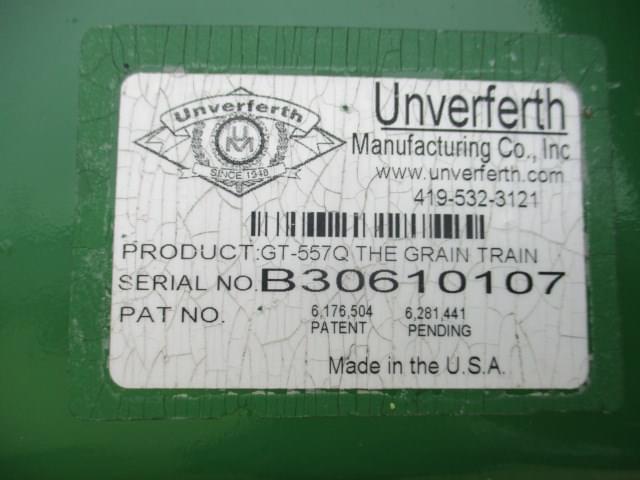 Unverferth
UM
SINCE 1948
Unverferth
Manufacturing Co., Inc
www.unverferth.com
419-532-3121
PRODUCT:GT-557Q THE GRAIN TRAIN
SERIAL NO.B30610107
PAT NO. 6,176,504 6,281,441
PATENT PENDING
Made in the U.S.A.